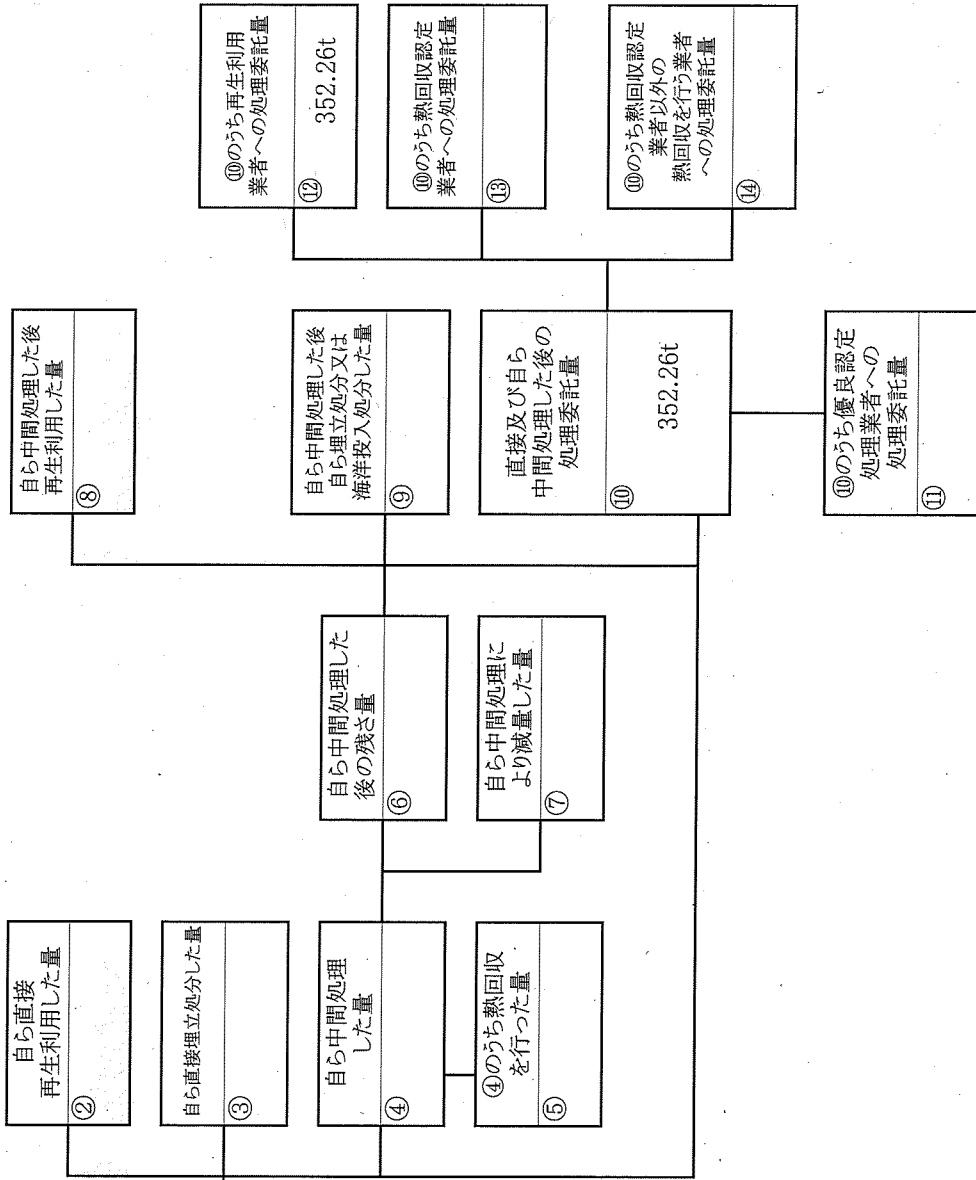 自ら直接
再生利用した量
②
自ら直接埋立処分した量
③
自ら中間処理
した量
④
④のうち熱回収
を行った量
⑤
自ら中間処理した
後の残さ量
⑥
自ら中間処理に
より減量した量
⑦
自ら中間処理した後
再生利用した量
⑧
自ら中間処理した後
自ら埋立処分又は
海洋投入処分した量
⑨
直接及び自ら
中間処理した後の
処理委託量
⑩
352.26t
⑩のうち優良認定
処理業者への
処理委託量
⑪
⑩のうち再生利用
業者への処理委託量
⑫
352.26t
⑩のうち熱回収認定
業者への処理委託量
⑬
⑩のうち熱回収認定
業者以外の
熱回収を行う業者
への処理委託量
⑭